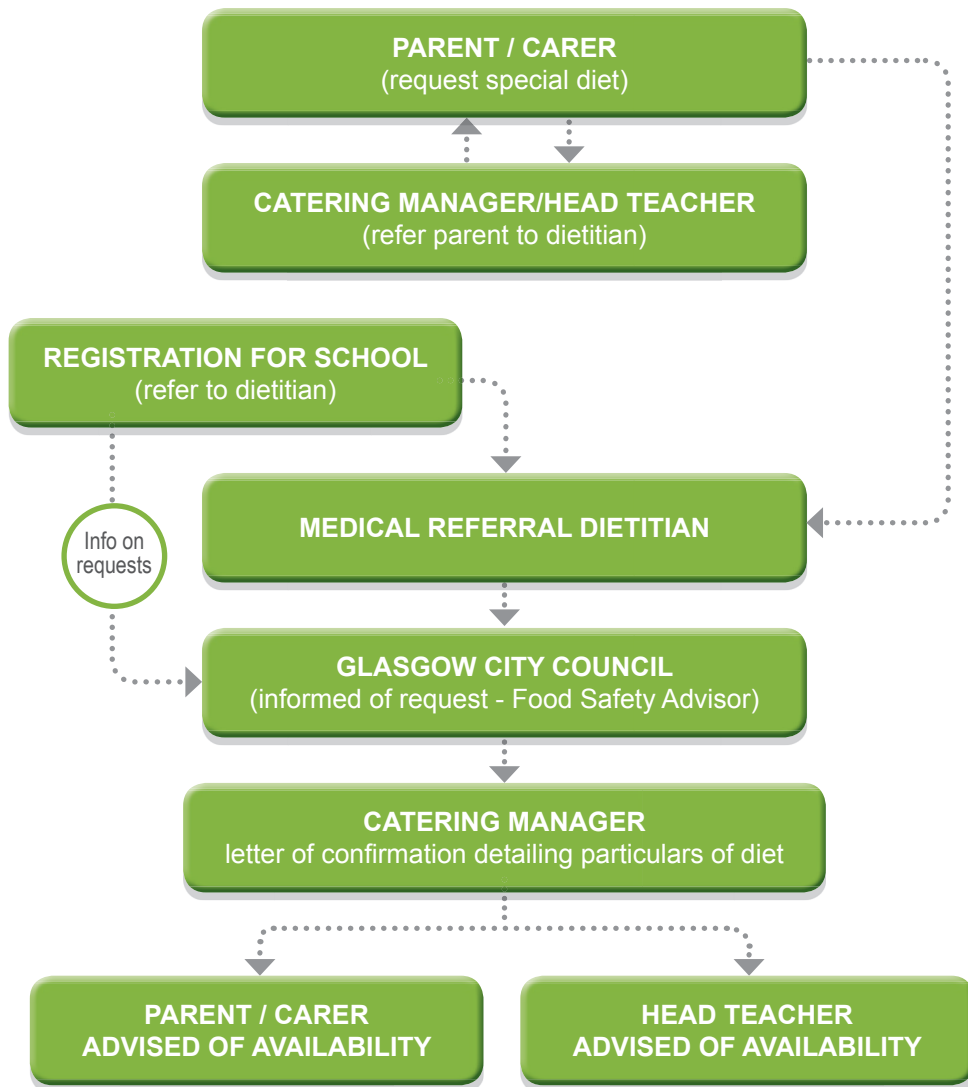 PARENT / CARER
(request special diet)
CATERING MANAGER/HEAD TEACHER
(refer parent to dietitian)
REGISTRATION FOR SCHOOL
(refer to dietitian)
MEDICAL REFERRAL DIETITIAN
Info on
requests
GLASGOW CITY COUNCIL
(informed of request - Food Safety Advisor)
CATERING MANAGER
letter of confirmation detailing particulars of diet
PARENT / CARER
ADVISED OF AVAILABILITY
HEAD TEACHER
ADVISED OF AVAILABILITY